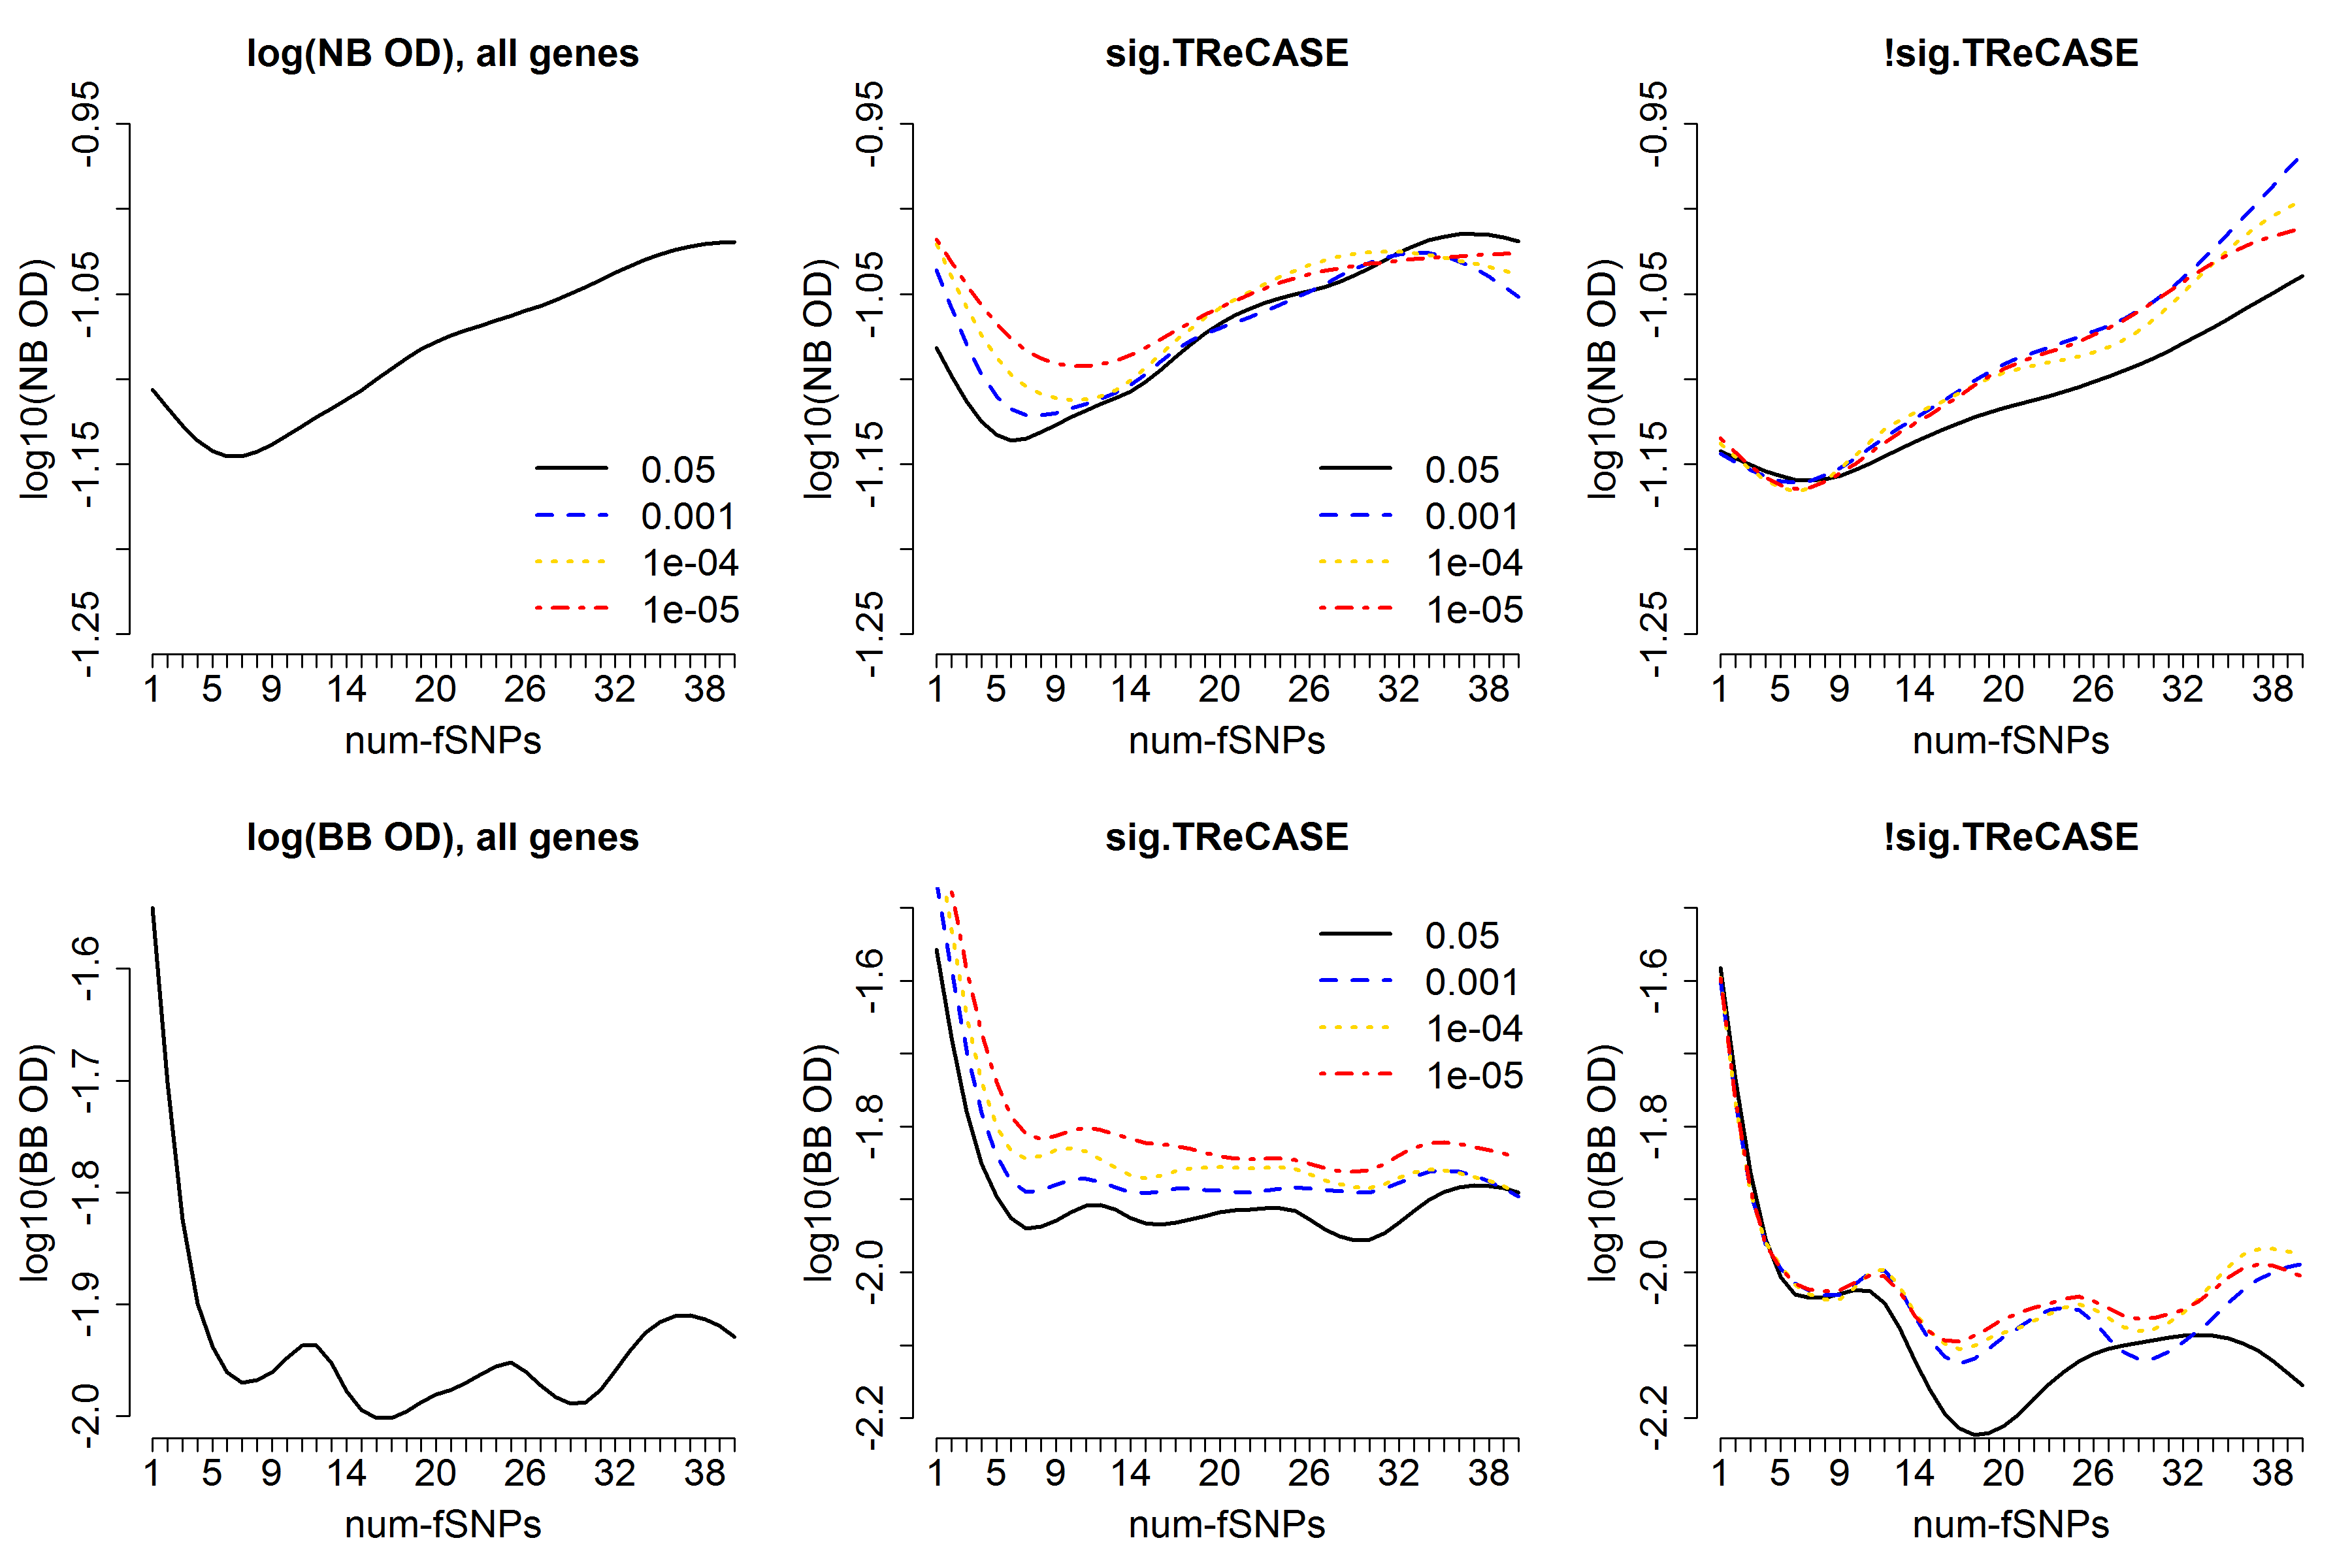 log(NB OD), all genes
log10(NB OD)
-0.95
-1.05
-1.15
-1.25
0.05
0.001
1e-04
1e-05
1 5 9 14 20 26 32 38
num-fSNPs
sig.TReCASE
log10(NB OD)
-0.95
-1.05
-1.15
-1.25
0.05
0.001
1e-04
1e-05
1 5 9 14 20 26 32 38
num-fSNPs
!sig.TReCASE
log10(NB OD)
-0.95
-1.05
-1.15
-1.25
1 5 9 14 20 26 32 38
num-fSNPs
log(BB OD), all genes
log10(BB OD)
-1.6
-1.7
-1.8
-1.9
-2.0
1 5 9 14 20 26 32 38
num-fSNPs
sig.TReCASE
log10(BB OD)
-1.6
-1.8
-2.0
-2.2
0.05
0.001
1e-04
1e-05
1 5 9 14 20 26 32 38
num-fSNPs
!sig.TReCASE
log10(BB OD)
-1.6
-1.8
-2.0
-2.2
1 5 9 14 20 26 32 38
num-fSNPs